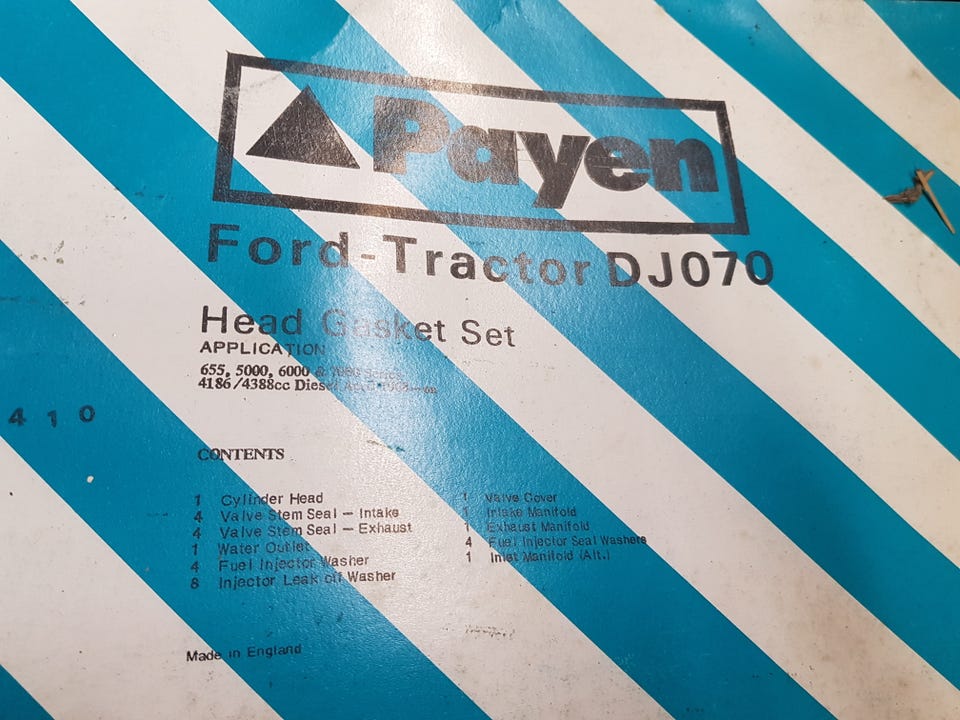 Payen
Ford-Tractor DJ070
Head Gasket Set
APPLICATION
655, 5000, 6000 & 7000 Series
4186/4388cc Diesel
410
CONTENTS
1 Cylinder Head
4 Valve Stem Seal — Intake
4 Valve Stem Seal — Exhaust
1 Water Outlet
4 Fuel Injector Washer
8 Injector Leak off Washer
1 Valve Cover
1 Intake Manifold
1 Exhaust Manifold
4 Fuel Injector Seal Washers
1 Inlet Manifold (Alt.)
Made in England